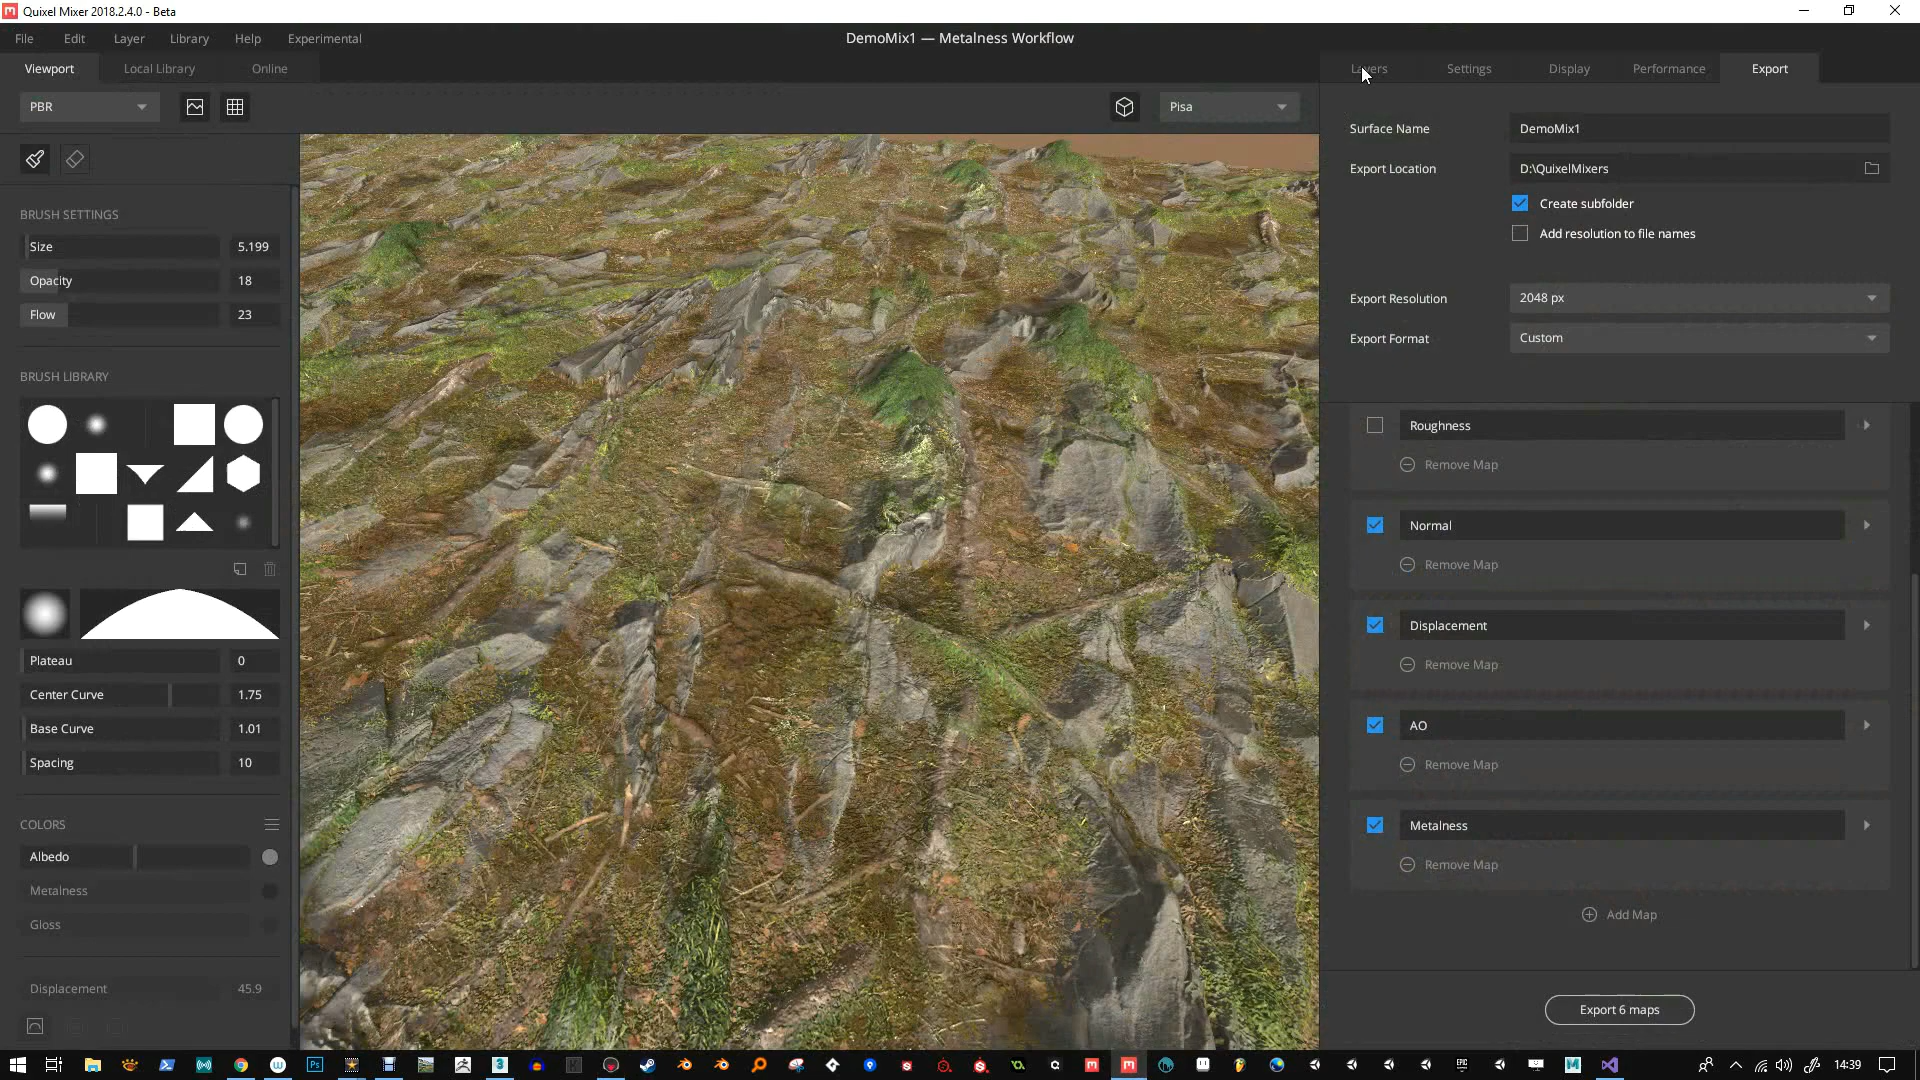 Quixel Mixer 2018.2.4.0 - Beta
File Edit Layer Library Help Experimental
DemoMix1 — Metalness Workflow
Viewport Local Library Online
Layers Settings Display Performance Export
PBR
Pisa
Surface Name DemoMix1
Export Location D:\QuixelMixers
Create subfolder
Add resolution to file names
Export Resolution 2048 px
Export Format Custom
BRUSH SETTINGS
Size 5.199
Opacity 18
Flow 23
BRUSH LIBRARY
Plateau 0
Center Curve 1.75
Base Curve 1.01
Spacing 10
COLORS
Albedo
Metalness
Gloss
Displacement 45.9
Roughness
Remove Map
Normal
Remove Map
Displacement
Remove Map
AO
Remove Map
Metalness
Remove Map
Add Map
Export 6 maps
14:39